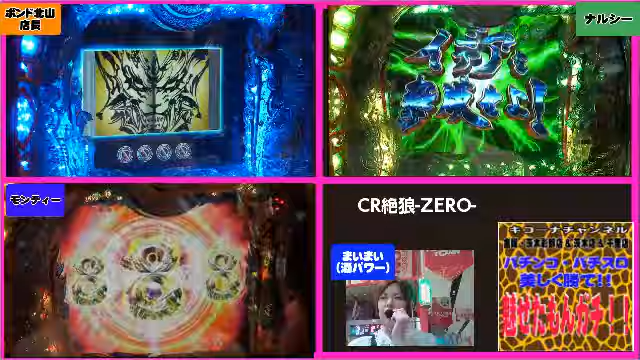 ボンド北山
店長
ナルシー
モンティー
888
CR絶狼-ZERO-
まいまい
(酒パワー)
キコーナチャンネル
パチンコ・パチスロ
美しく勝て!!
魅せたもんガチ!!